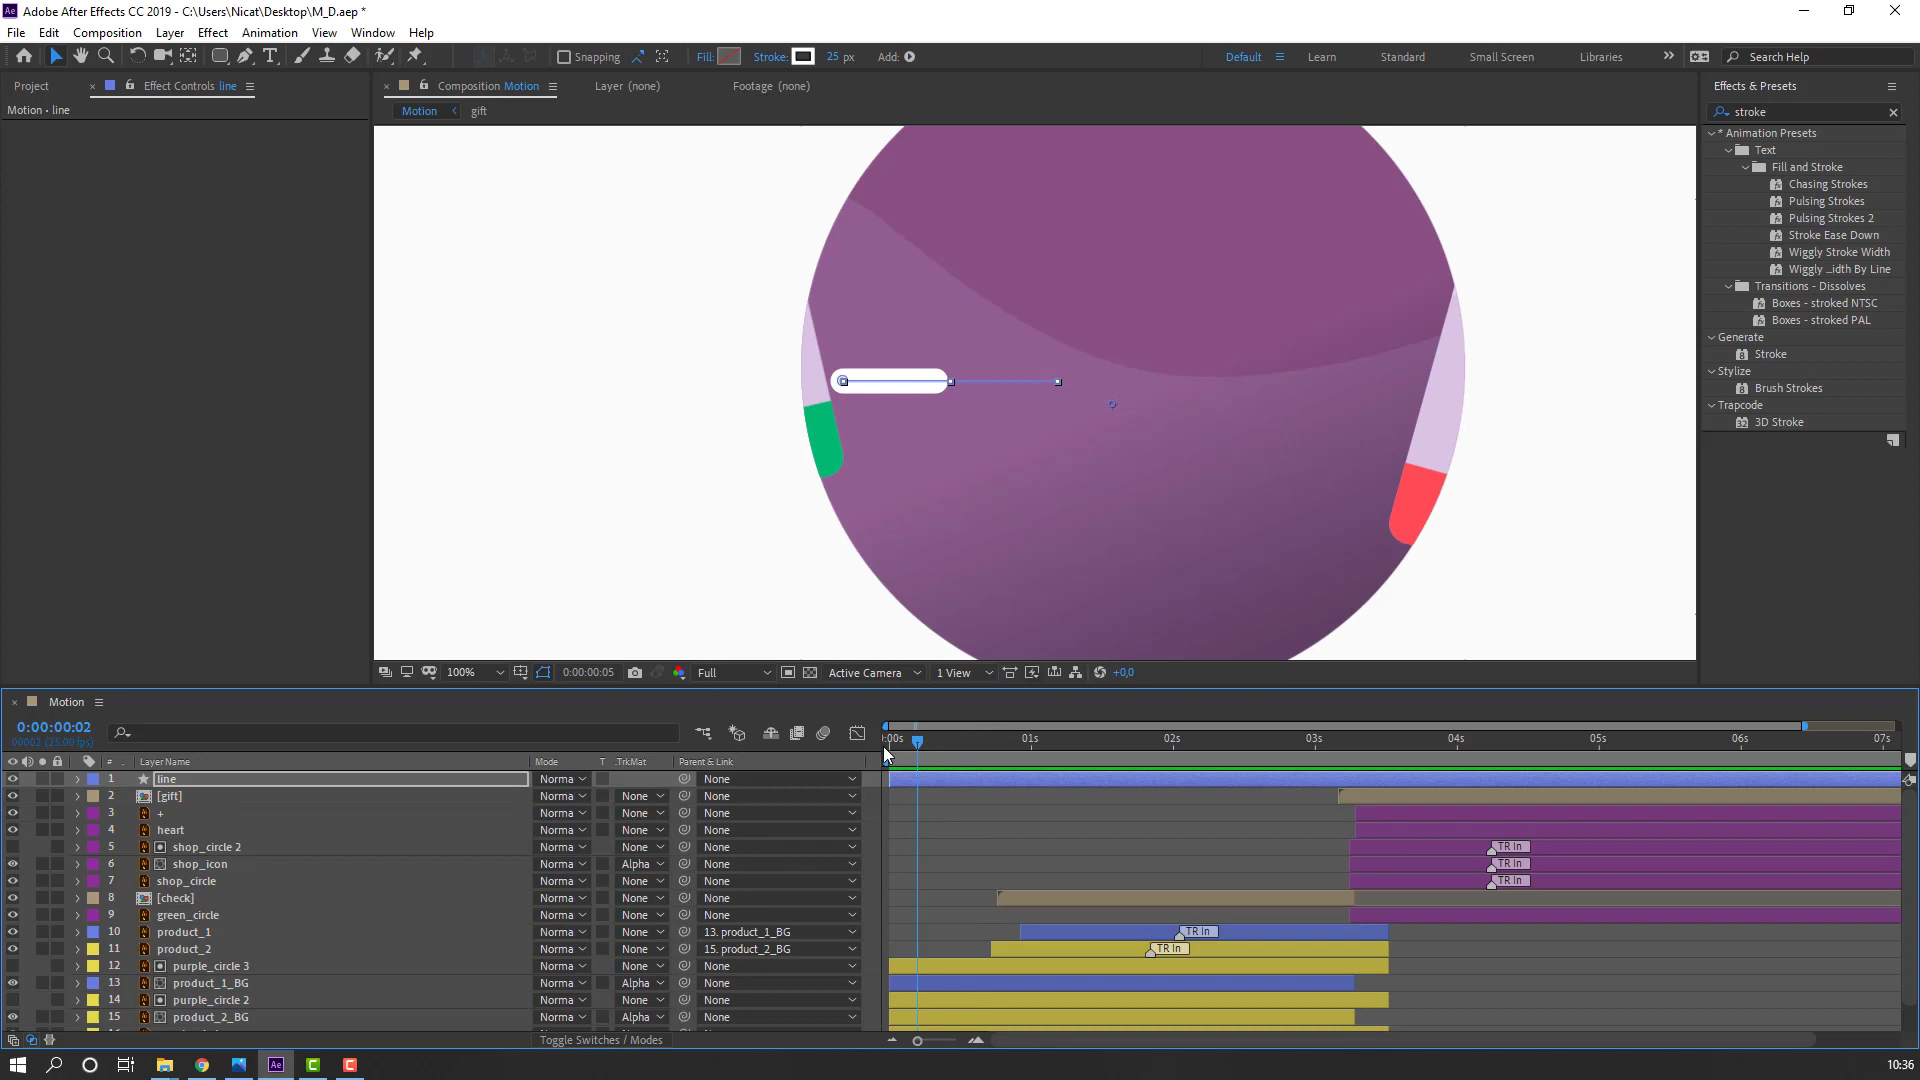 Adobe After Effects CC 2019 - C:\Users\Nicat\Desktop\M_D.aep *
File Edit Composition Layer Effect Animation View Window Help
Snapping Fill: Stroke: 25 px Add: Default Learn Standard Small Screen Libraries Search Help
Project Effect Controls line Composition Motion Layer (none) Footage (none) Effects & Presets
Motion • line
Motion gift
stroke
* Animation Presets
Text
Fill and Stroke
Chasing Strokes
Pulsing Strokes
Pulsing Strokes 2
Stroke Ease Down
Wiggly Stroke Width
Wiggly ...idth By Line
Transitions - Dissolves
Boxes - stroked NTSC
Boxes - stroked PAL
Generate
Stroke
Stylize
Brush Strokes
Trapcode
3D Stroke
100% 0:00:00:05 Full Active Camera 1 View +0,0
Motion
0:00:00:02
00002 (25.00 fps)
:00s 01s 02s 03s 04s 05s 06s 07s
# Layer Name Mode T .TrkMat Parent & Link
1 line Norma None
2 [gift] Norma None None
3 + Norma None None
4 heart Norma None None
5 shop_circle 2 Norma None None TR In
6 shop_icon Norma Alpha None TR In
7 shop_circle Norma None None TR In
8 [check] Norma None None
9 green_circle Norma None None
10 product_1 Norma None 13. product_1_BG TR In
11 product_2 Norma None 15. product_2_BG TR In
12 purple_circle 3 Norma None None
13 product_1_BG Norma Alpha None
14 purple_circle 2 Norma None None
15 product_2_BG Norma Alpha None
Toggle Switches / Modes
10:36